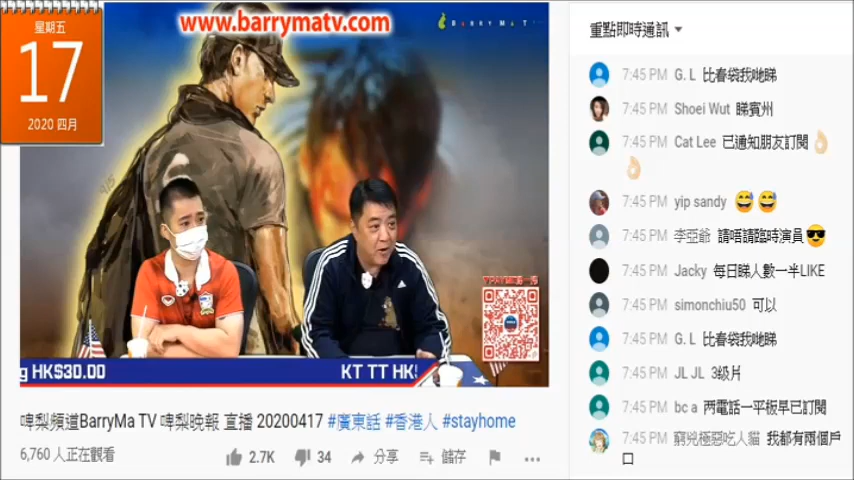 星期五
17
2020 四月
www.barrymatv.com
BARRY MA T
g HK$30.00
KT TT HK
啤梨頻道BarryMa TV 啤梨晚報 直播 20200417 #廣東話 #香港人 #stayhome
6,760 人正在觀看
2.7K
34
分享
儲存
重點即時通訊
7:45 PM G. L 比春袋我哋睇
7:45 PM Shoei Wut 睇賓州
7:45 PM Cat Lee 已通知朋友訂閱👌🏻
👌🏻
7:45 PM yip sandy 😅😅
7:45 PM 李亞爺 請唔請臨時演員😎
7:45 PM Jacky 每日睇人數一半LIKE
7:45 PM simonchiu50 可以
7:45 PM G. L 比春袋我哋睇
7:45 PM JL JL 3級片
7:45 PM bc a 两電話一平板早已訂閱
7:45 PM 窮兇極惡吃人貓 我都有兩個戶
口